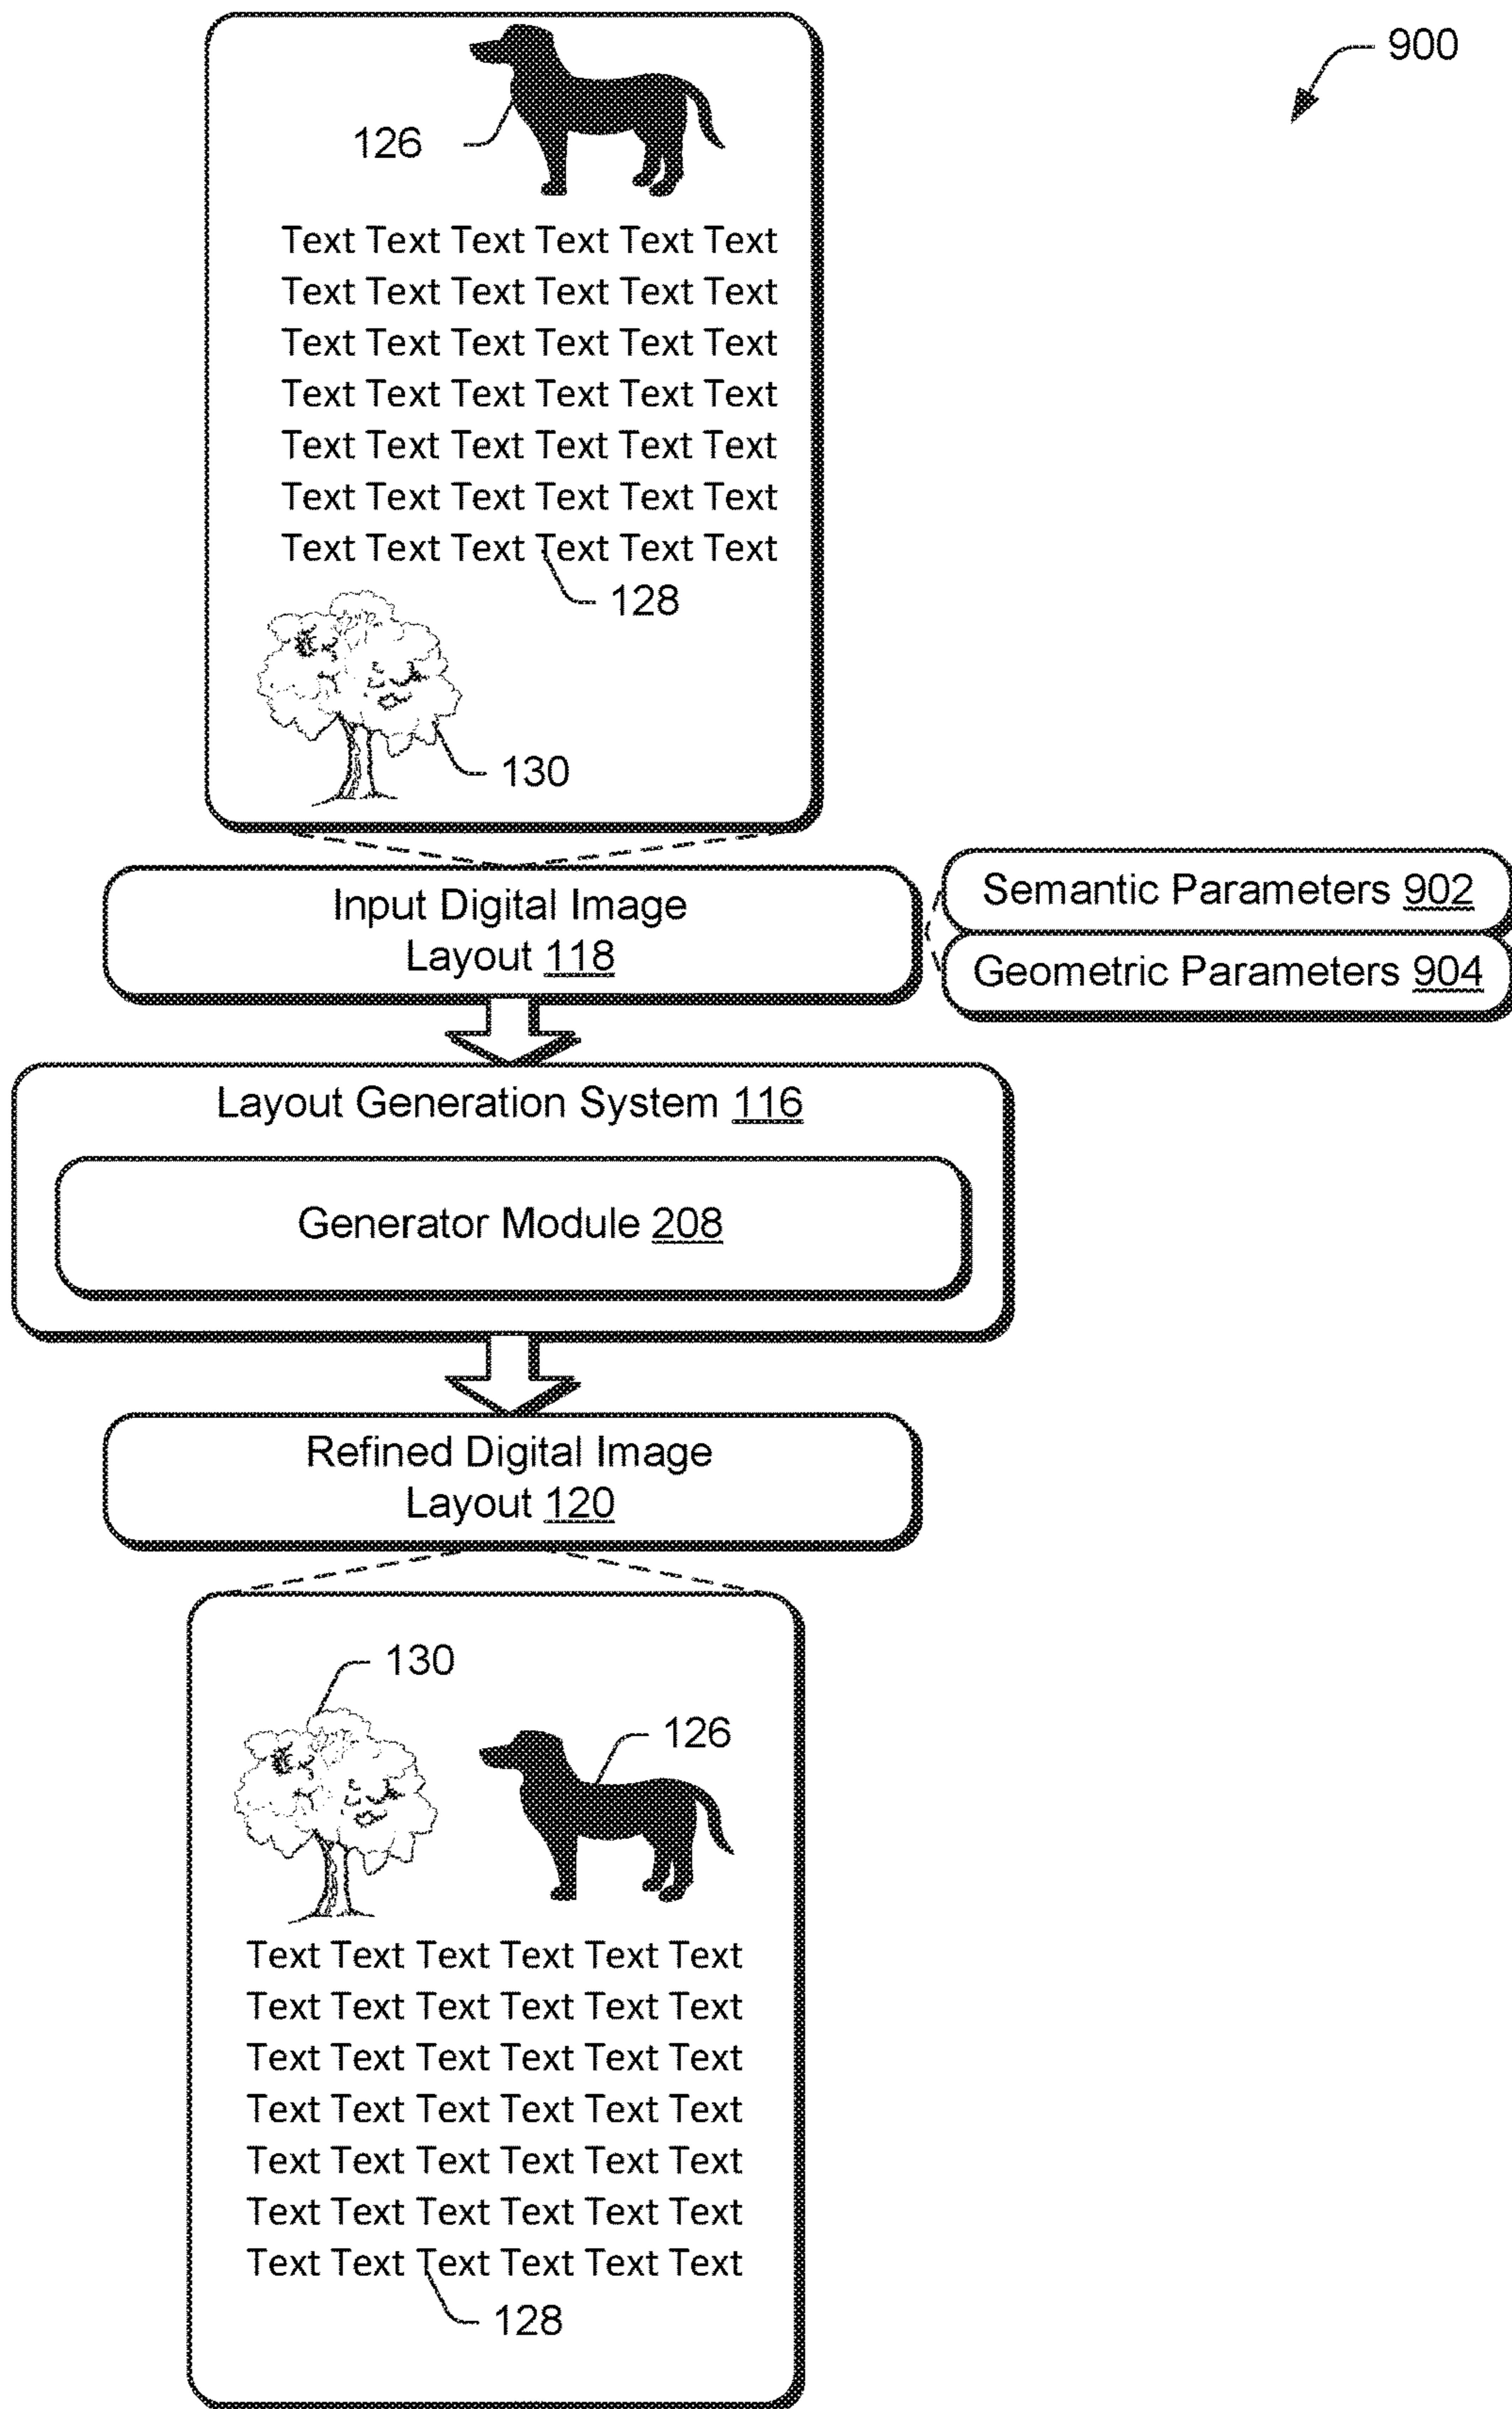 900
126
Text Text Text Text Text Text
Text Text Text Text Text Text
Text Text Text Text Text Text
Text Text Text Text Text Text
Text Text Text Text Text Text
Text Text Text Text Text Text
Text Text Text Text Text Text
128
130
Input Digital Image
Layout 118
Semantic Parameters 902
Geometric Parameters 904
Layout Generation System 116
Generator Module 208
Refined Digital Image
Layout 120
130
126
Text Text Text Text Text Text
Text Text Text Text Text Text
Text Text Text Text Text Text
Text Text Text Text Text Text
Text Text Text Text Text Text
Text Text Text Text Text Text
Text Text Text Text Text Text
128